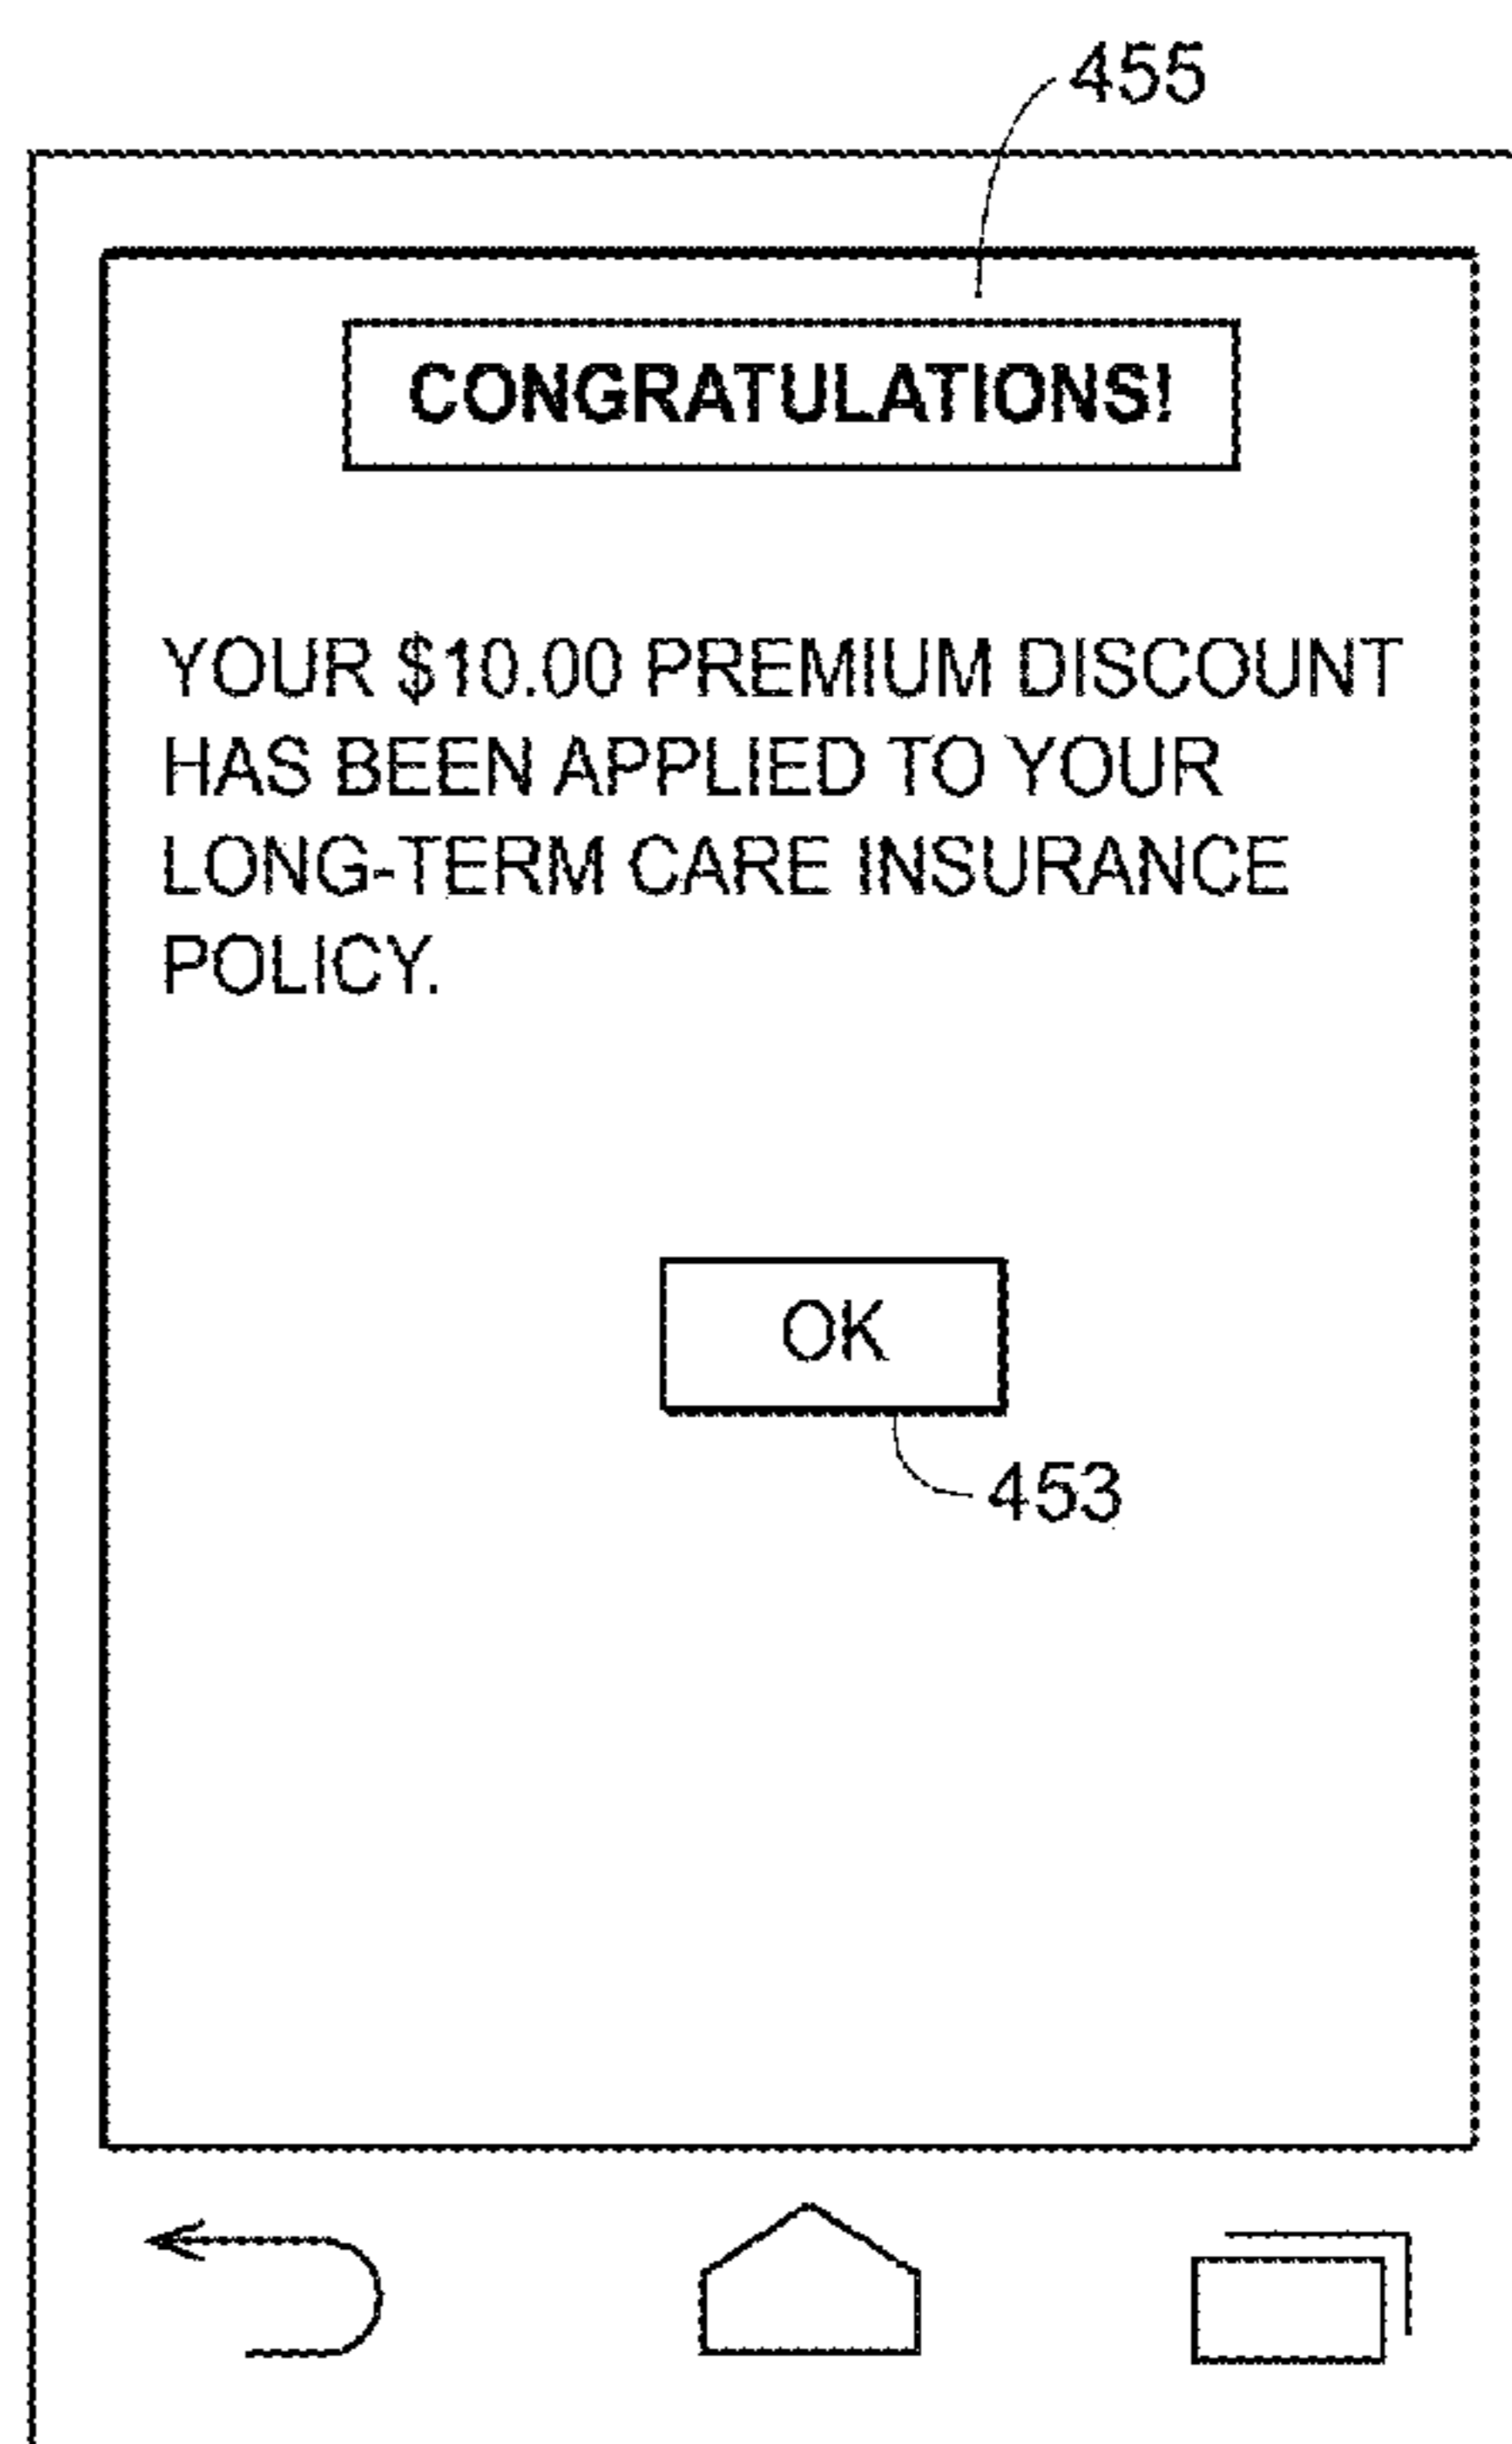 455
CONGRATULATIONS!
YOUR $10.00 PREMIUM DISCOUNT
HAS BEEN APPLIED TO YOUR
LONG-TERM CARE INSURANCE
POLICY.
OK
453